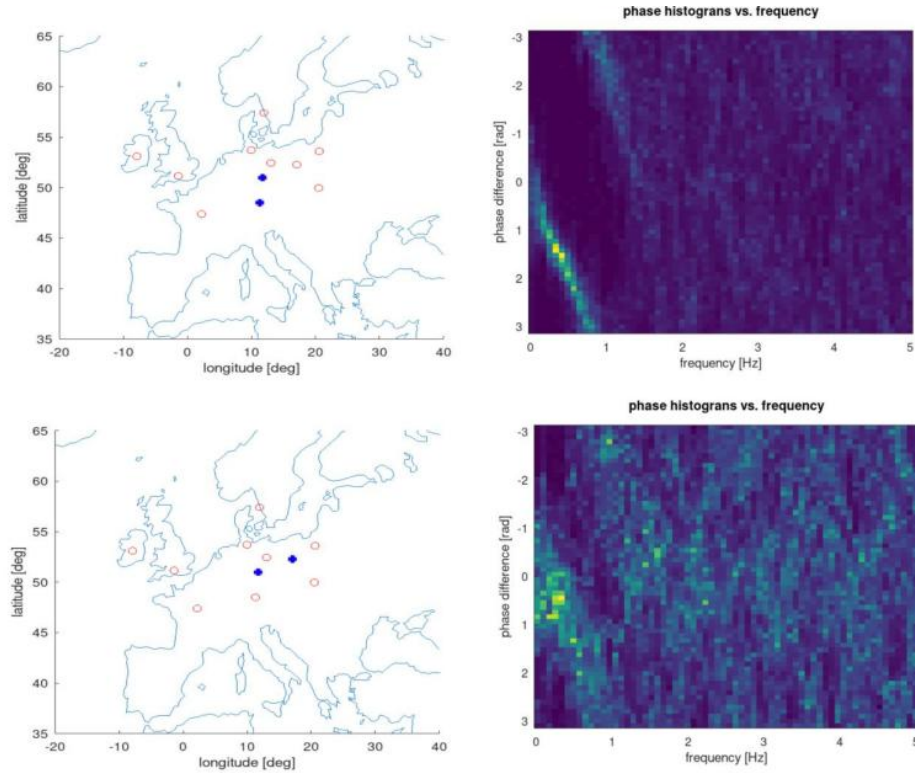 phase histograns vs. frequency
65
60
55
50
45
40
35
latitude [deg]
-20 -10 0 10 20 30 40
longitude [deg]
-3
-2
-1
0
1
2
3
phase difference [rad]
0 1 2 3 4 5
frequency [Hz]
phase histograns vs. frequency
65
60
55
50
45
40
35
latitude [deg]
-20 -10 0 10 20 30 40
longitude [deg]
-3
-2
-1
0
1
2
3
phase difference [rad]
0 1 2 3 4 5
frequency [Hz]